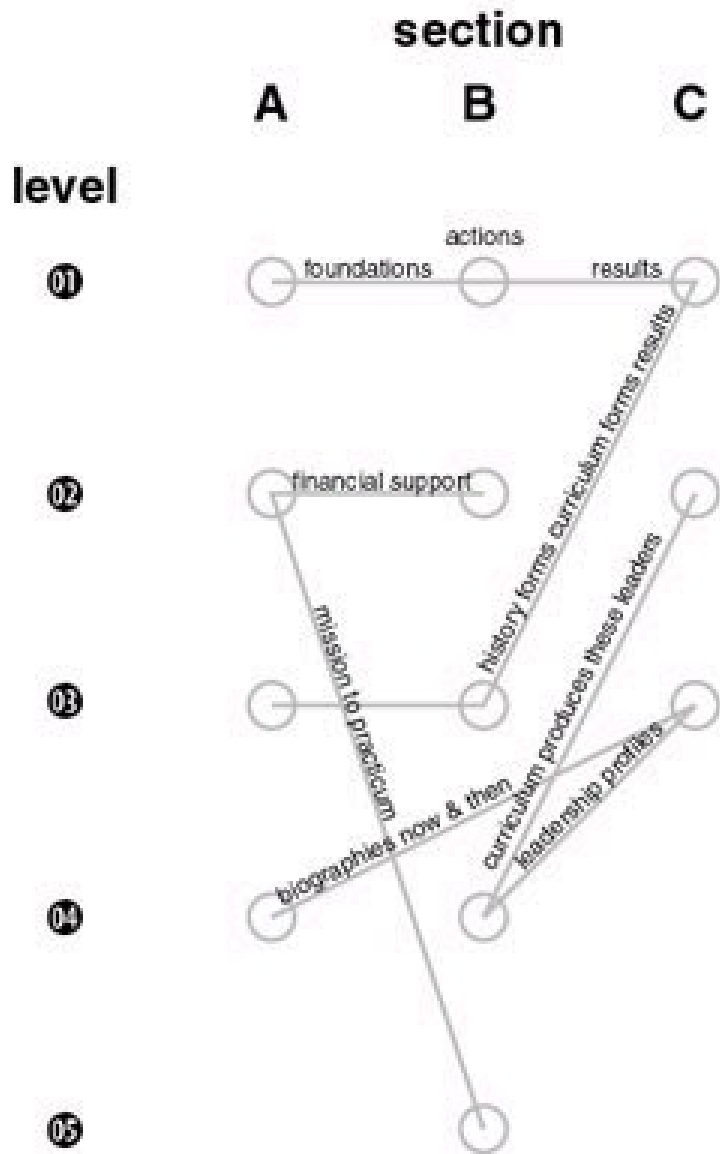 section
A B C
level
actions
01 foundations results
history forms curriculum forms results
02 financial support
curriculum produces these leaders
mission to practicum
03
leadership profiles
biographies now & then
04
05